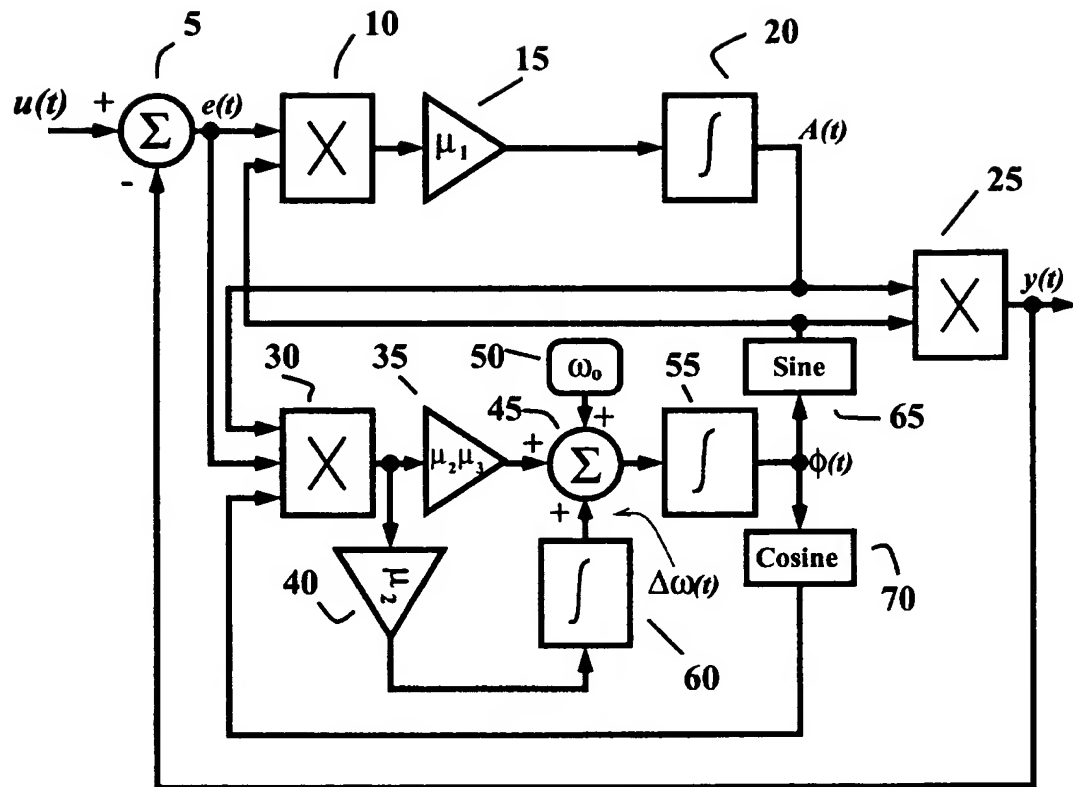 5
10
15
20
u(t)
+
Σ
e(t)
-
X
μ₁
∫
A(t)
25
X
y(t)
30
35
50
ω₀
55
Sine
65
X
μ₂μ₃
45
+
+
Σ
+
∫
ϕ(t)
40
μ₂
∫
Δω(t)
60
Cosine
70